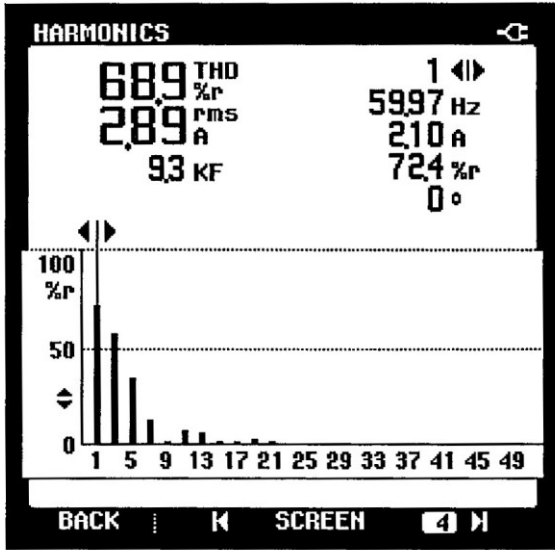 HARMONICS
68.9 THD %r
2.89 rms A
9.3 KF
1
59.97 Hz
2.10 A
72.4 %r
0 °
100
%r
50
0
1 5 9 13 17 21 25 29 33 37 41 45 49
BACK SCREEN 4